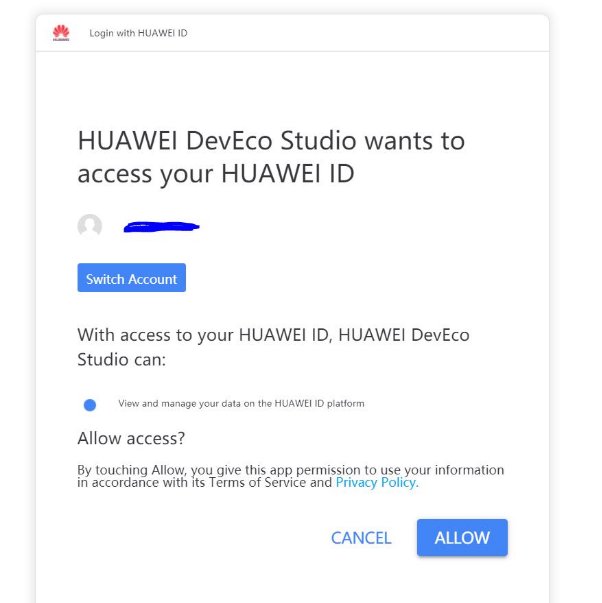 Login with HUAWEI ID
HUAWEI DevEco Studio wants to
access your HUAWEI ID
Switch Account
With access to your HUAWEI ID, HUAWEI DevEco
Studio can:
View and manage your data on the HUAWEI ID platform
Allow access?
By touching Allow, you give this app permission to use your information
in accordance with its Terms of Service and Privacy Policy.
CANCEL
ALLOW